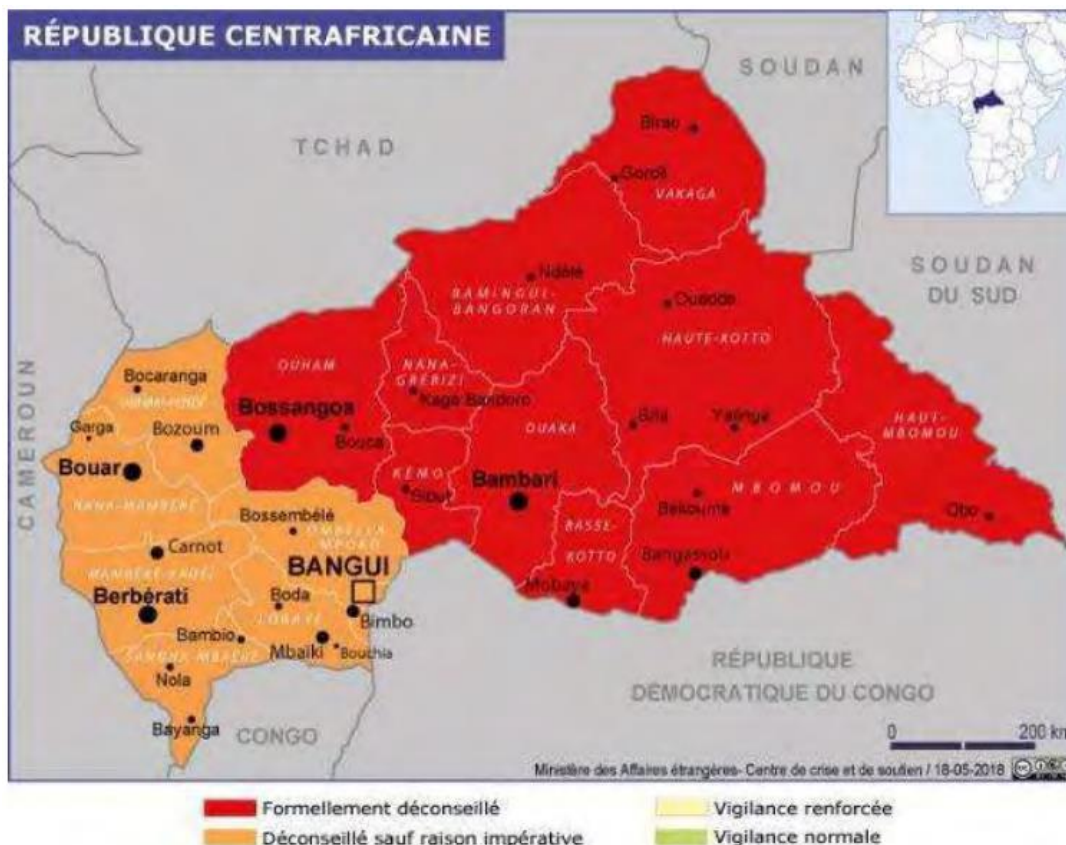 RÉPUBLIQUE CENTRAFRICAINE
SOUDAN
TCHAD
Birao
Gordil
VAKAGA
SOUDAN
DU SUD
Ndélé
BAMINGUI-
BANGORAN
Ouadda
HAUTE-KOTTO
CAMEROUN
OUHAM
NANA-
GRÉBIZI
Bocaranga
Kaga Bandoro
Bossangoa
Garga
Bozoum
Bouca
OUAKA
Bria
Yalinga
HAUT-
MBOMOU
Bouar
KÉMO
Bambari
MBOMOU
Sibut
NANA-MAMBÉRÉ
Bossembélé
BASSE-
KOTTO
Obo
Carnot
BANGUI
Bangassou
MAMBÉRÉ-KADÉÏ
Berbérati
Boda
Mobaye
LOBAYE
Bimbo
Bambio
Mbaïki
Bouchia
Nola
RÉPUBLIQUE
DÉMOCRATIQUE DU CONGO
Bayanga
CONGO
0 200 km
Ministère des Affaires étrangères- Centre de crise et de soutien / 18-05-2018
Formellement déconseillé
Vigilance renforcée
Déconseillé sauf raison impérative
Vigilance normale